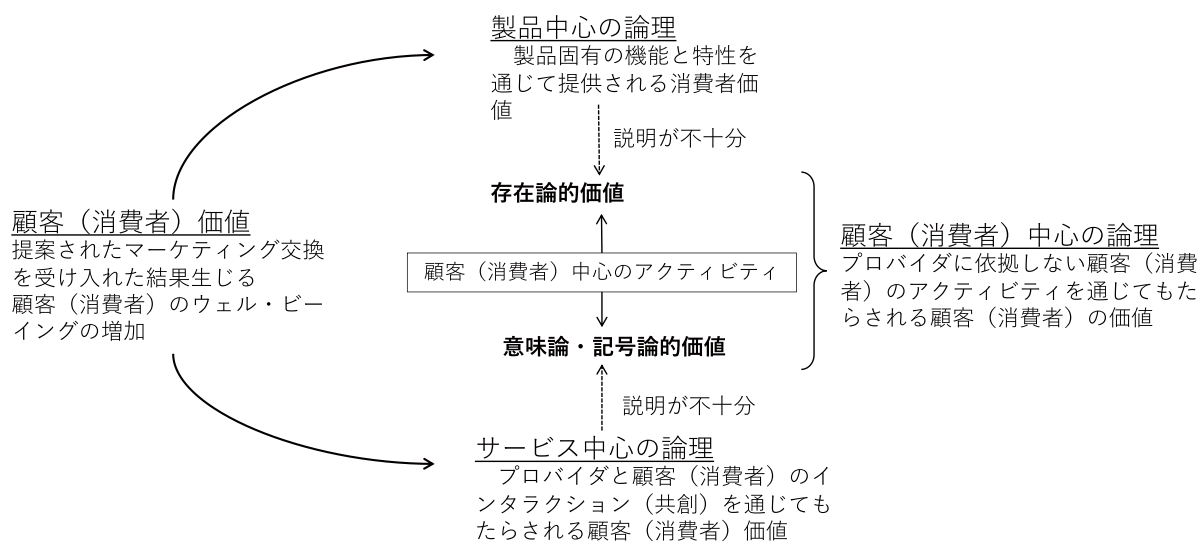 製品中心の論理
製品固有の機能と特性を
通じて提供される消費者価
値
説明が不十分
存在論的価値
顧客（消費者）価値
提案されたマーケティング交換
を受け入れた結果生じる
顧客（消費者）のウェル・ビー
イングの増加
顧客（消費者）中心のアクティビティ
顧客（消費者）中心の論理
プロバイダに依拠しない顧客（消費
者）のアクティビティを通じてもた
らされる顧客（消費者）の価値
意味論・記号論的価値
説明が不十分
サービス中心の論理
プロバイダと顧客（消費者）のイ
ンタラクション（共創）を通じても
たらされる顧客（消費者）価値